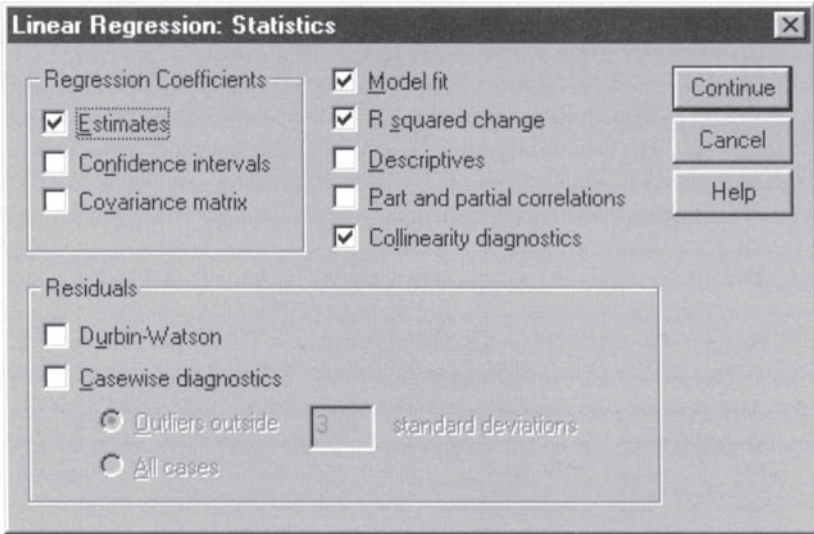 Linear Regression: Statistics
Regression Coefficients
Estimates
Confidence intervals
Covariance matrix
Model fit
R squared change
Descriptives
Part and partial correlations
Collinearity diagnostics
Continue
Cancel
Help
Residuals
Durbin-Watson
Casewise diagnostics
Outliers outside 3 standard deviations
All cases